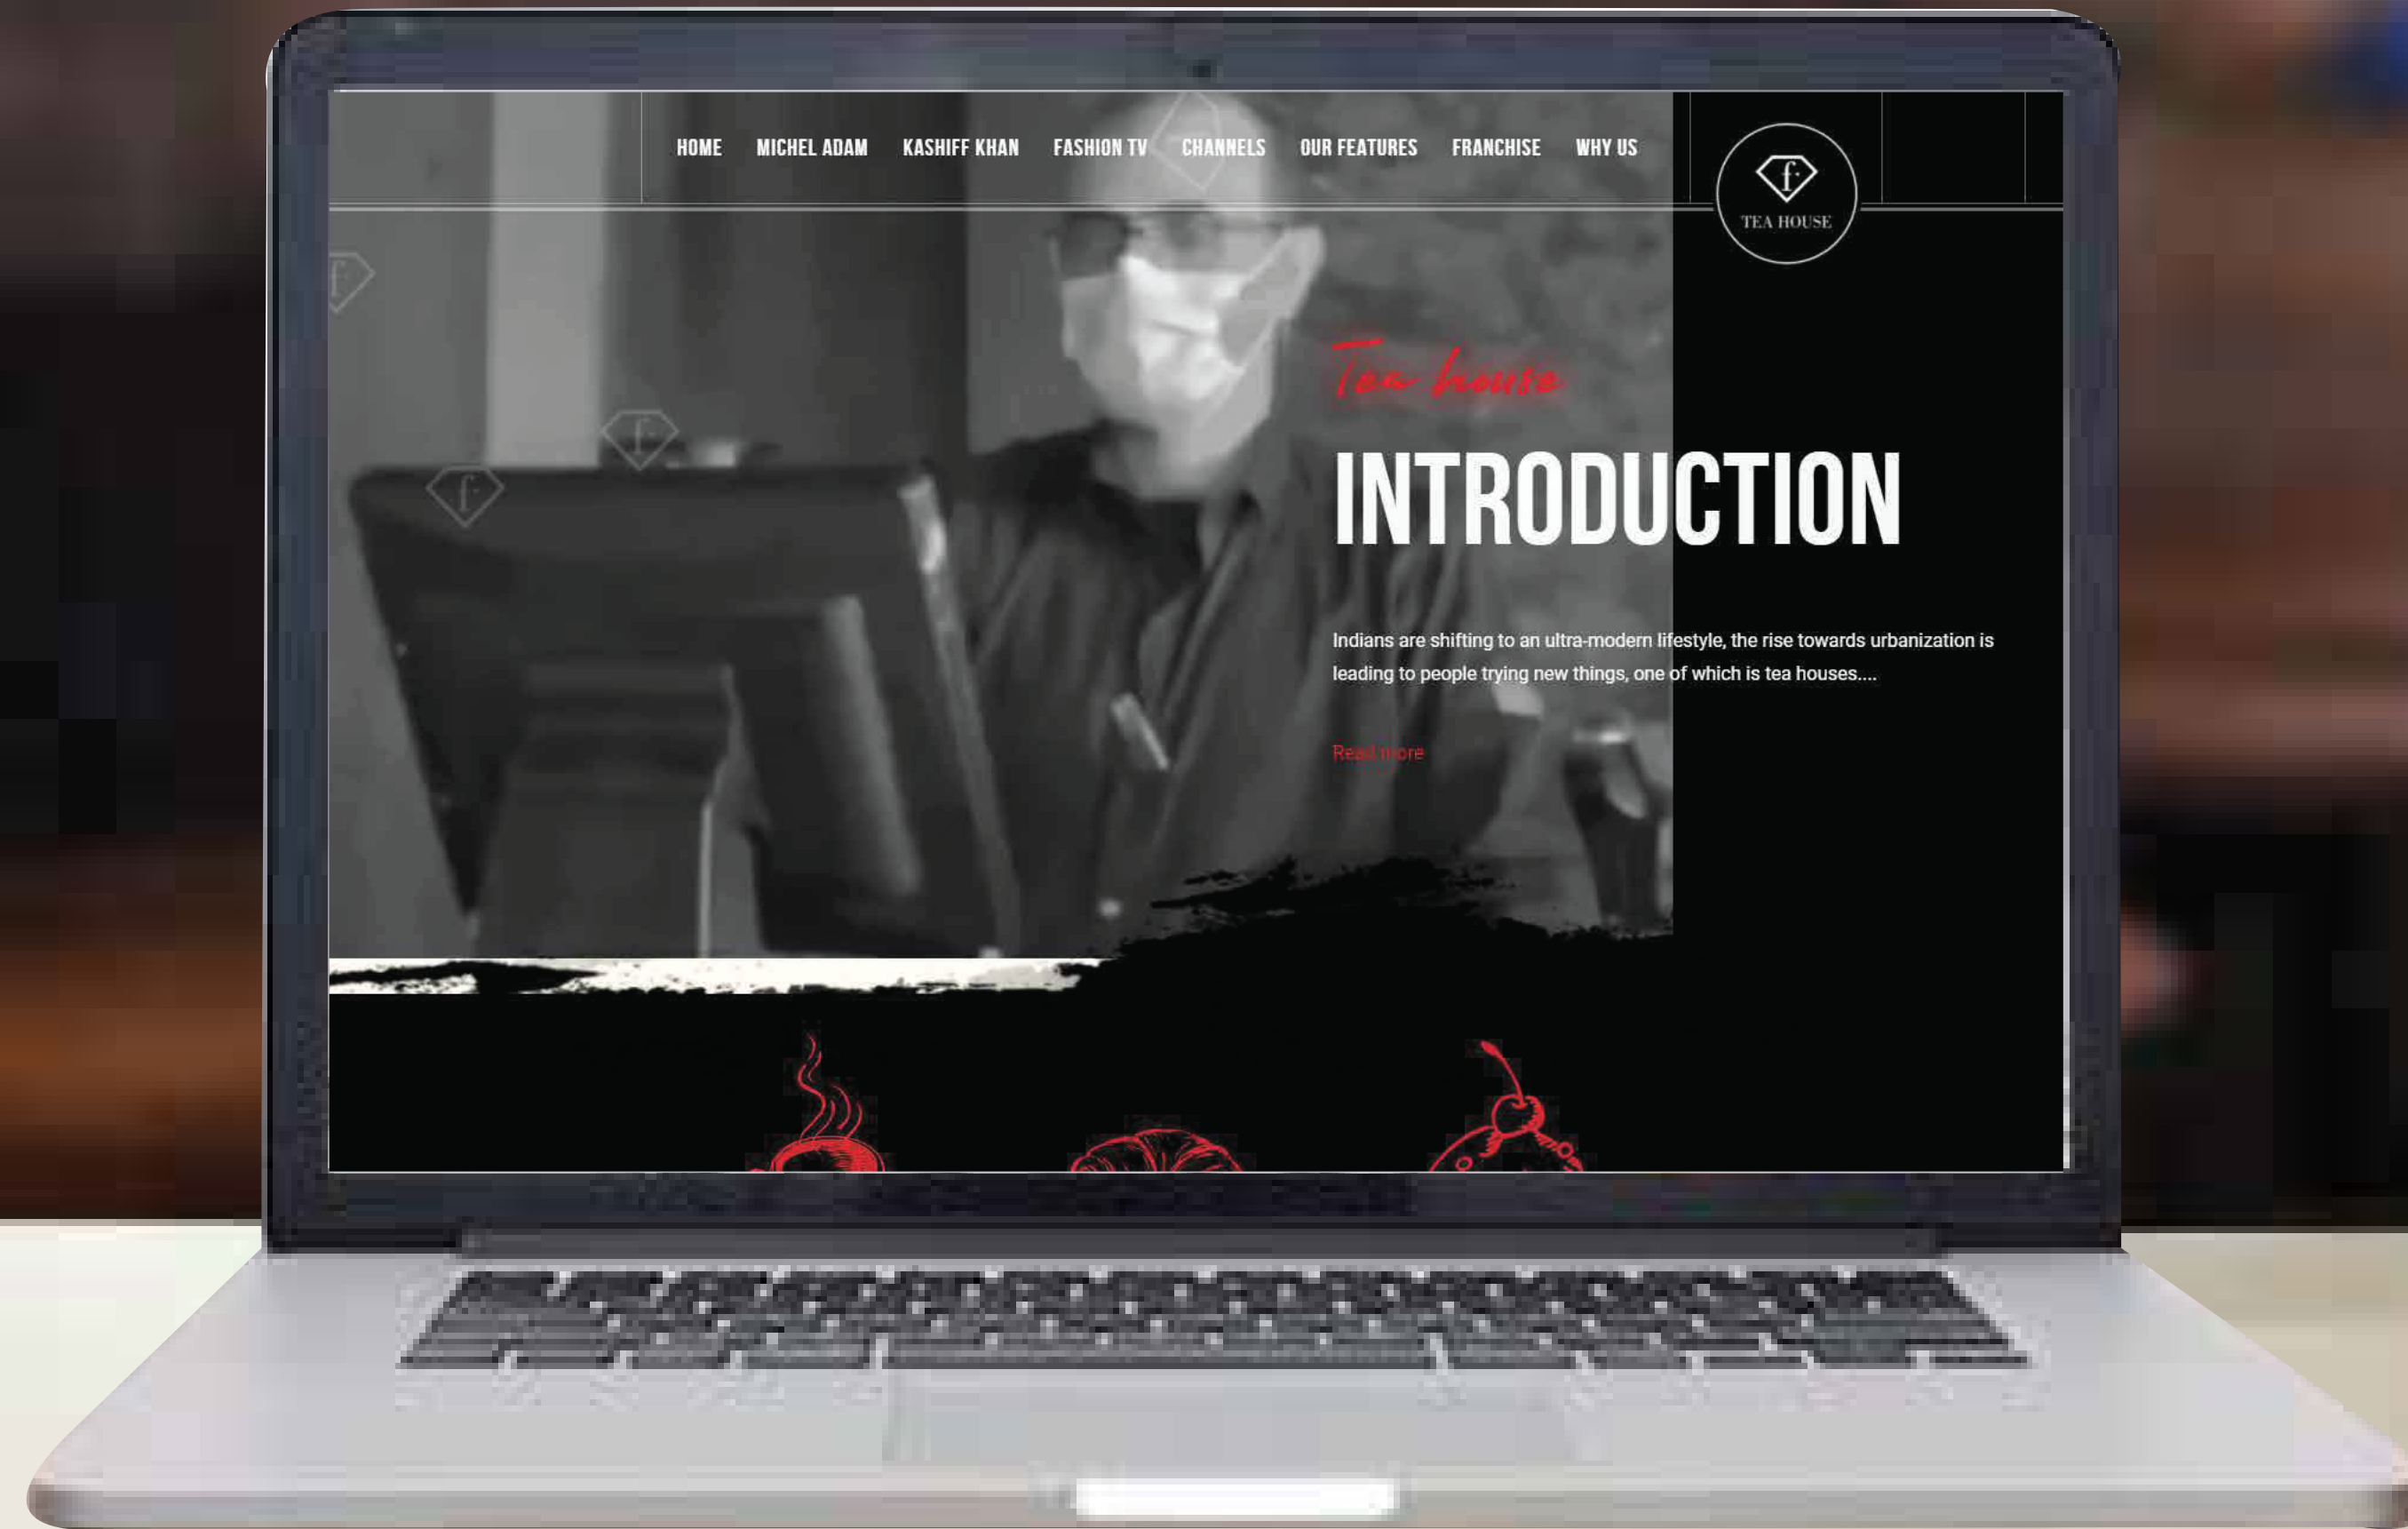 HOME MICHEL ADAM KASHIFF KHAN FASHION TV CHANNELS OUR FEATURES FRANCHISE WHY US
f
TEA HOUSE
f
Tea house
f
f
INTRODUCTION
Indians are shifting to an ultra-modern lifestyle, the rise towards urbanization is
leading to people trying new things, one of which is tea houses....
Read more